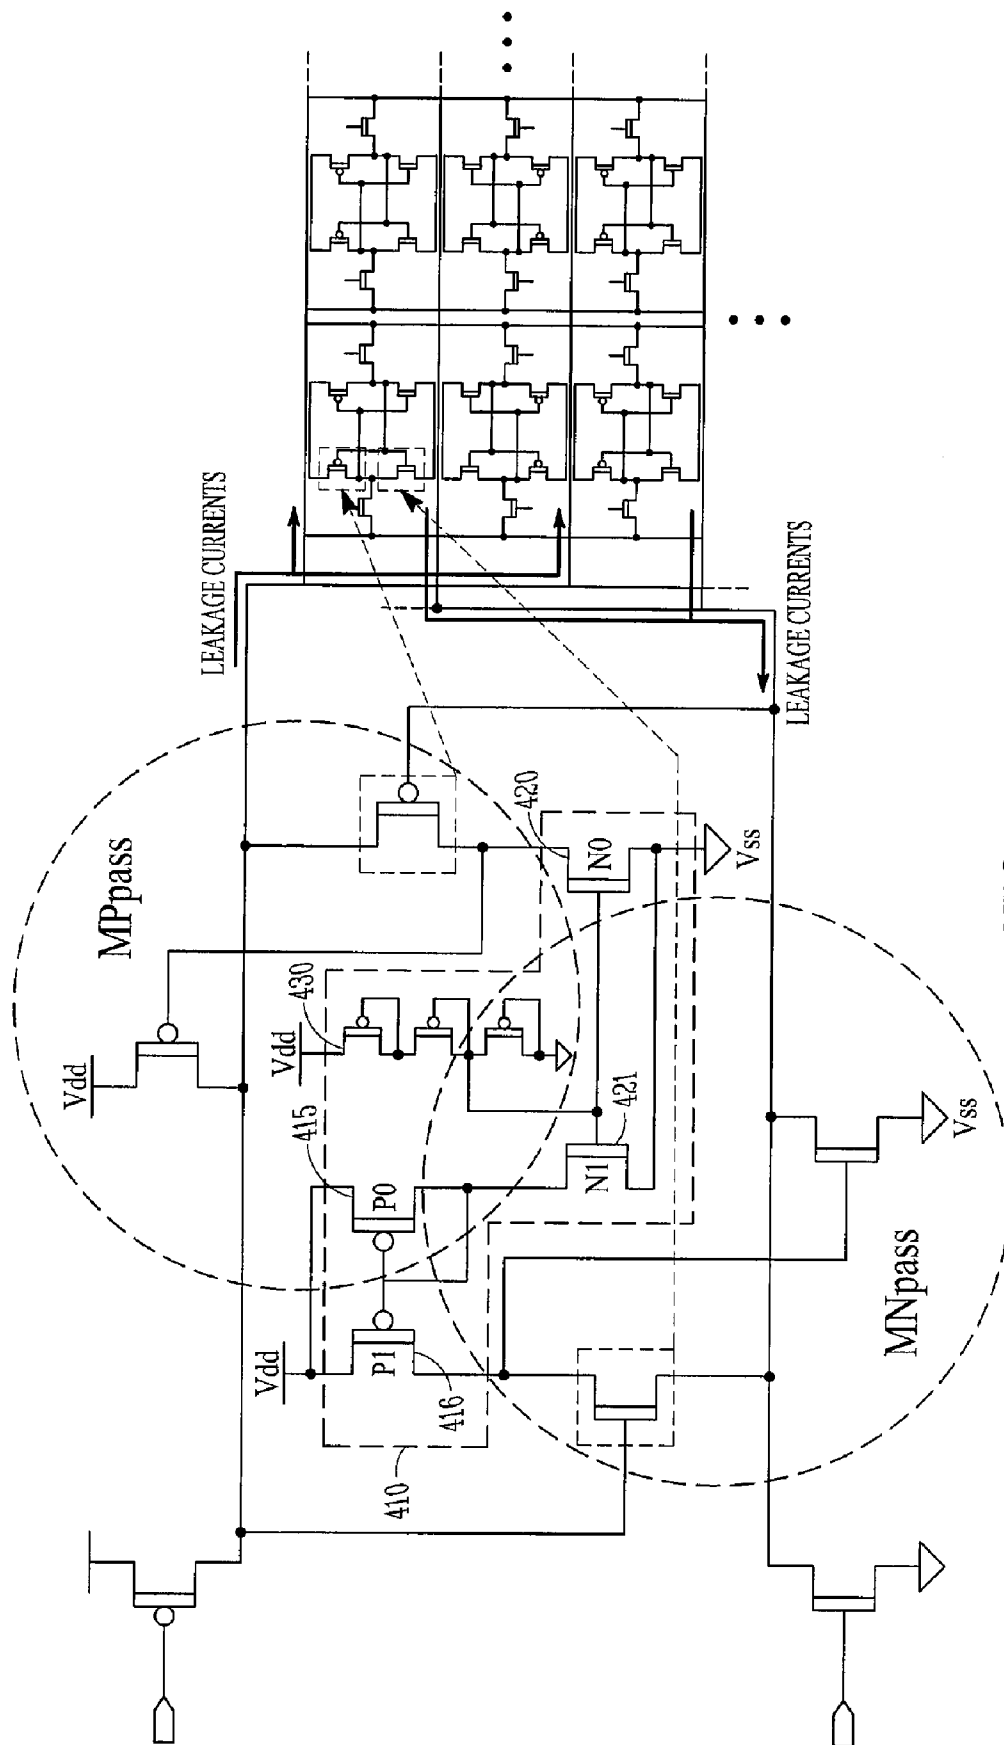 LEAKAGE CURRENTS
LEAKAGE CURRENTS
MPpass
Vdd
Vdd
430
420
N0
Vss
415
P0
421
N1
Vdd
P1
416
410
MNpass
Vss